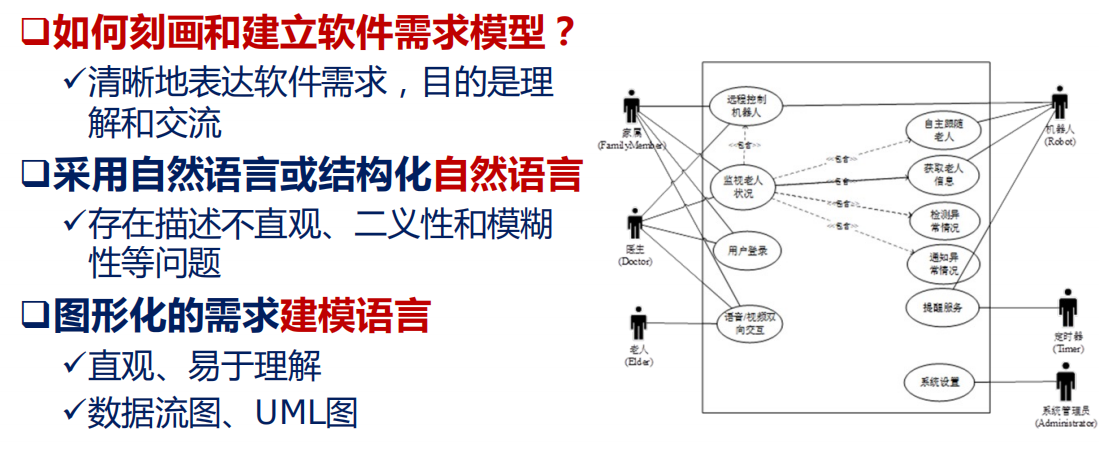 ❑如何刻画和建立软件需求模型？
✓清晰地表达软件需求，目的是理
解和交流
❑采用自然语言或结构化自然语言
✓存在描述不直观、二义性和模糊
性等问题
❑图形化的需求建模语言
✓直观、易于理解
✓数据流图、UML图
家属
(FamilyMember)
医生
(Doctor)
老人
(Elder)
远程控制
机器人
<<包含>>
监视老人
状况
用户登录
语音/视频双
向交互
<<包含>>
<<包含>>
<<包含>>
<<包含>>
自主跟随
老人
获取老人
信息
检测异
常情况
通知异
常情况
提醒服务
系统设置
机器人
(Robot)
定时器
(Timer)
系统管理员
(Administrator)